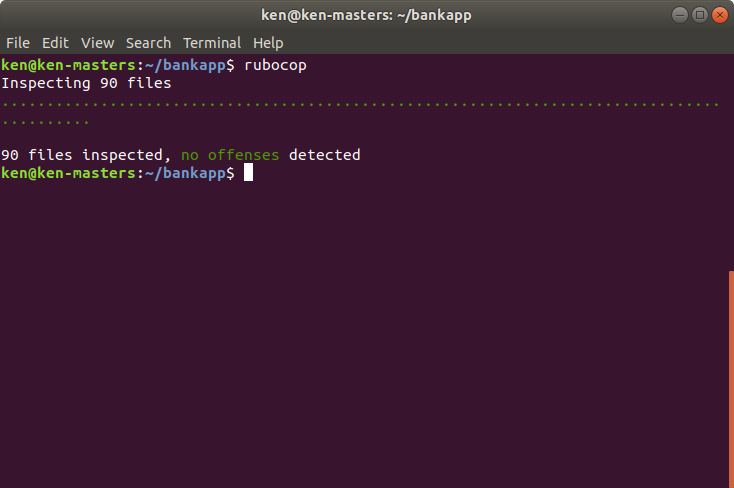 ken@ken-masters: ~/bankapp
File Edit View Search Terminal Help
ken@ken-masters:~/bankapp$ rubocop
Inspecting 90 files
................................................................................
..........
90 files inspected, no offenses detected
ken@ken-masters:~/bankapp$